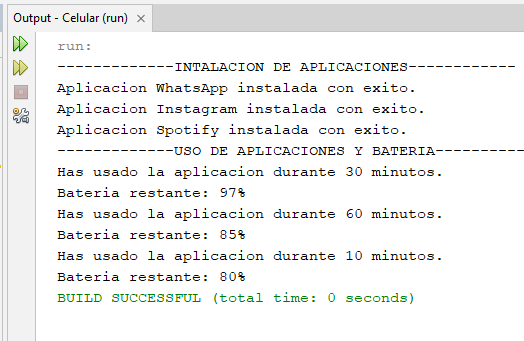 Output - Celular (run) ×
run:
-------------INTALACION DE APLICACIONES------------
Aplicacion WhatsApp instalada con exito.
Aplicacion Instagram instalada con exito.
Aplicacion Spotify instalada con exito.
-------------USO DE APLICACIONES Y BATERIA----------
Has usado la aplicacion durante 30 minutos.
Bateria restante: 97%
Has usado la aplicacion durante 60 minutos.
Bateria restante: 85%
Has usado la aplicacion durante 10 minutos.
Bateria restante: 80%
BUILD SUCCESSFUL (total time: 0 seconds)